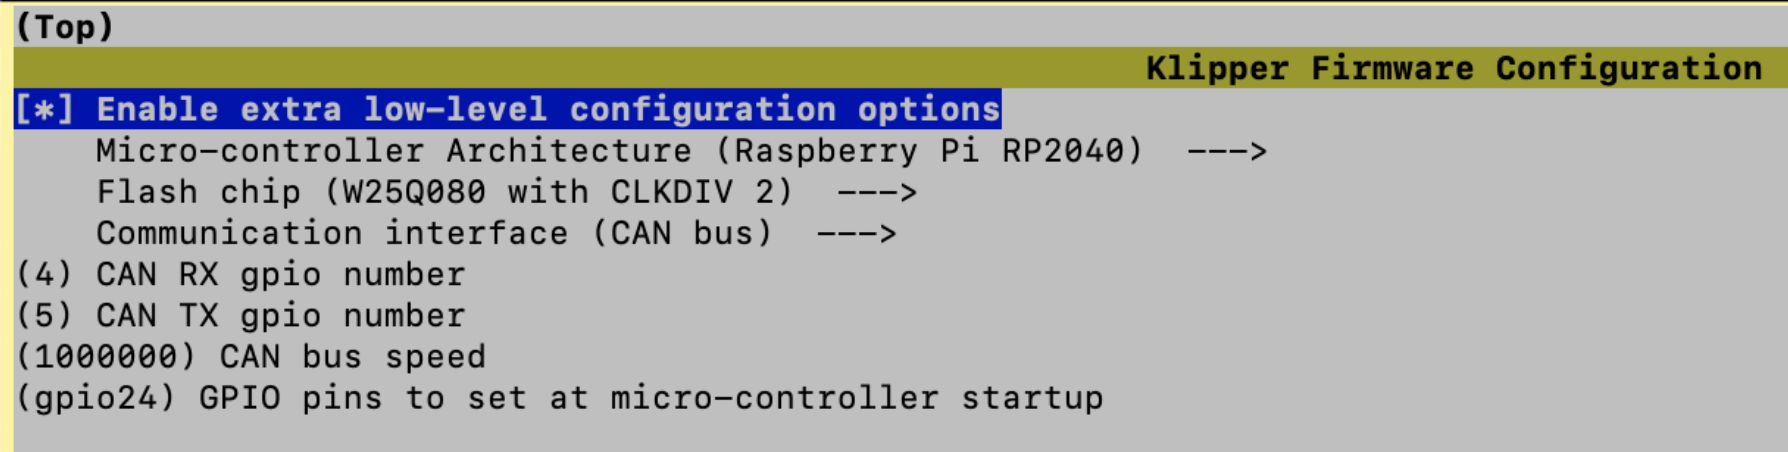 (Top)
Klipper Firmware Configuration
[*] Enable extra low-level configuration options
Micro-controller Architecture (Raspberry Pi RP2040)  --->
Flash chip (W25Q080 with CLKDIV 2)  --->
Communication interface (CAN bus)  --->
(4) CAN RX gpio number
(5) CAN TX gpio number
(1000000) CAN bus speed
(gpio24) GPIO pins to set at micro-controller startup